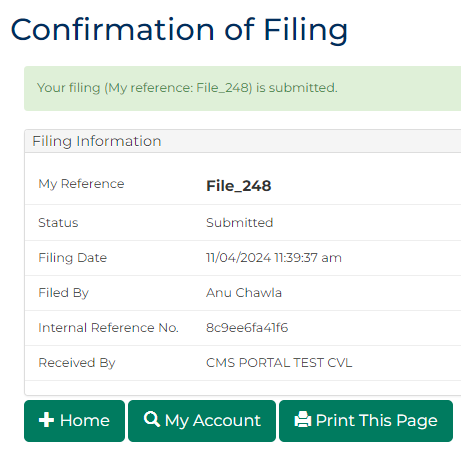 Confirmation of Filing
Your filing (My reference: File_248) is submitted.
Filing Information
My Reference File_248
Status Submitted
Filing Date 11/04/2024 11:39:37 am
Filed By Anu Chawla
Internal Reference No. 8c9ee6fa41f6
Received By CMS PORTAL TEST CVL
Home My Account Print This Page